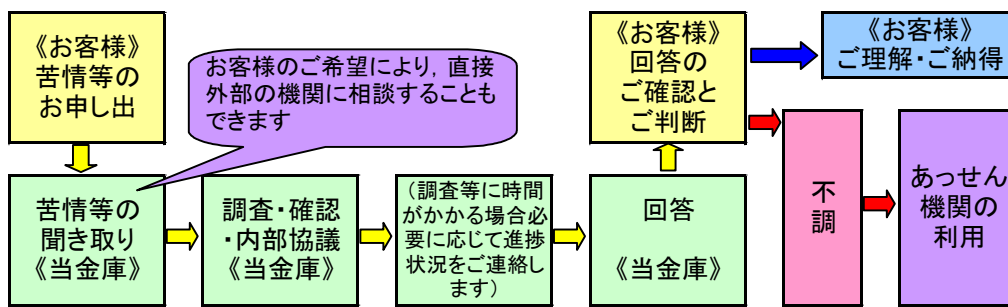 《お客様》
苦情等の
お申し出
お客様のご希望により，直接
外部の機関に相談することも
できます
苦情等の
聞き取り
《当金庫》
調査・確認
・内部協議
《当金庫》
（調査等に時間
がかかる場合必
要に応じて進捗
状況をご連絡し
ます）
回答
《当金庫》
《お客様》
回答の
ご確認と
ご判断
《お客様》
ご理解・ご納得
不
調
あっせん
機関の
利用